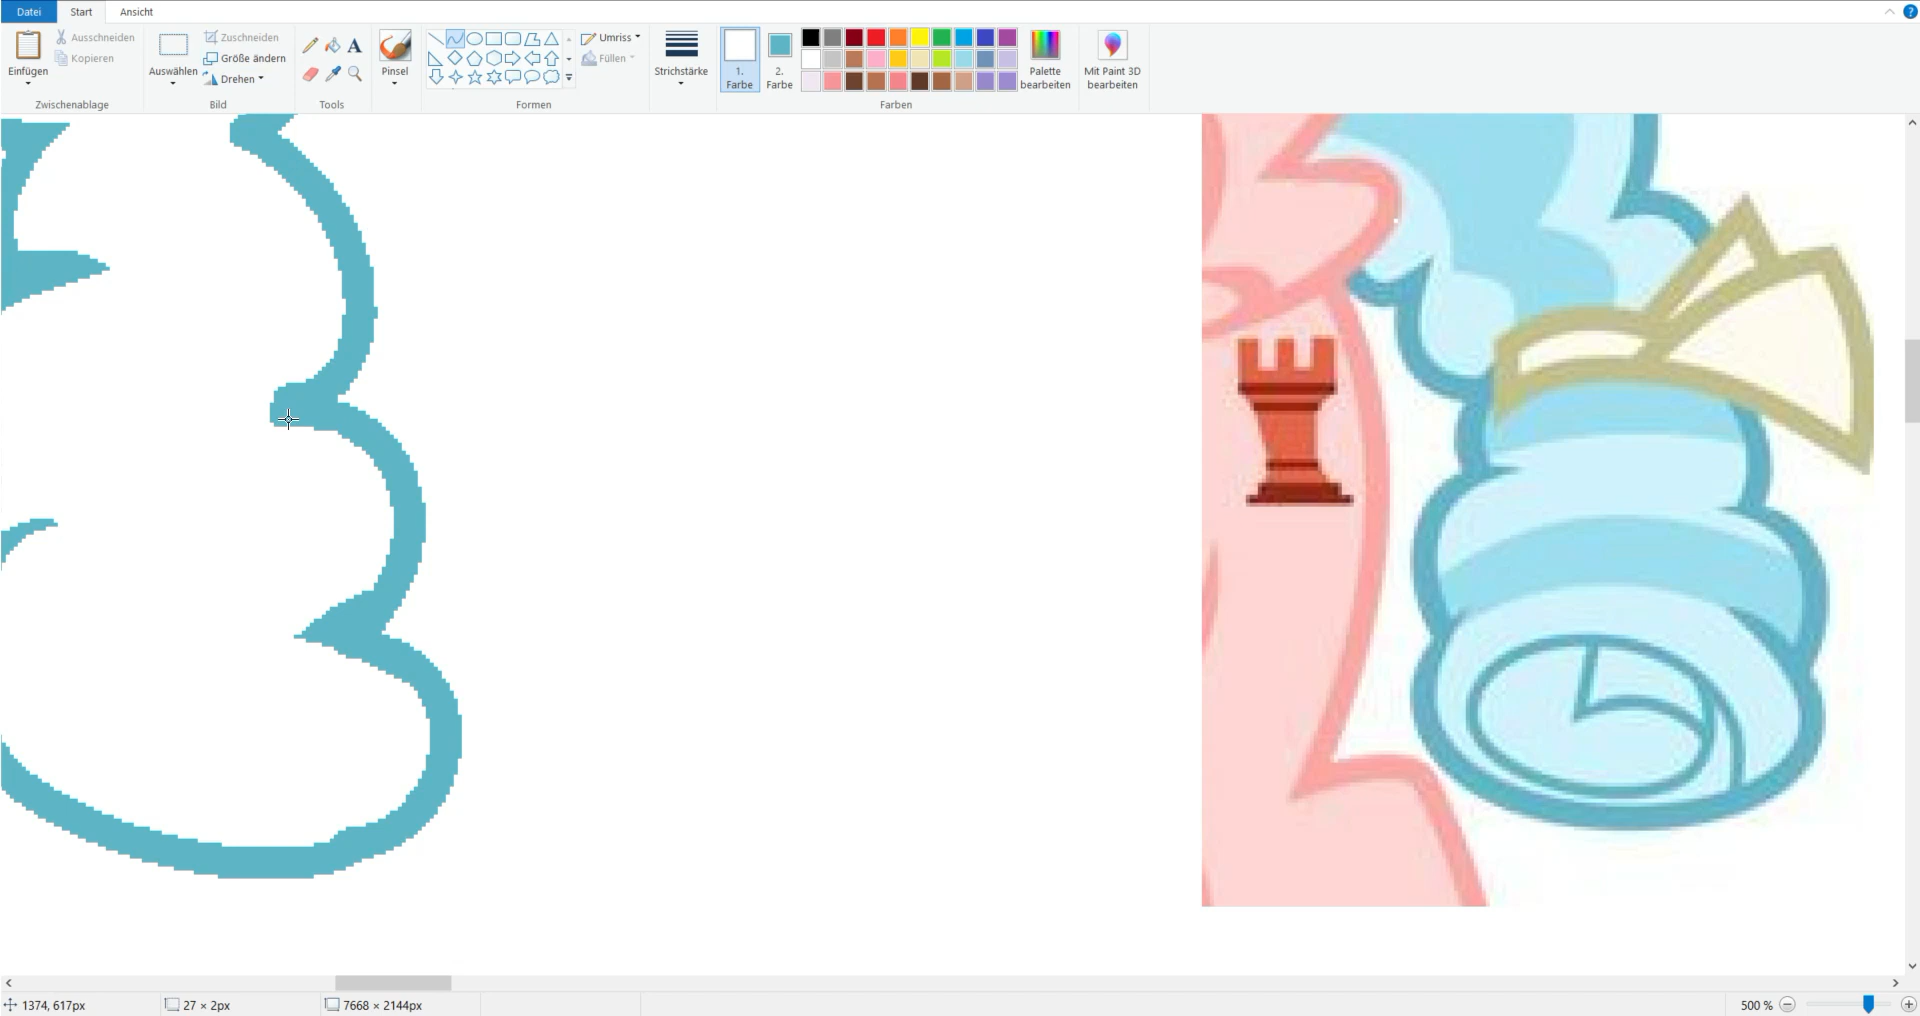 Datei Start Ansicht
Einfügen
Ausschneiden
Kopieren
Zwischenablage
Auswählen
Zuschneiden
Größe ändern
Drehen
Bild
A
Tools
Pinsel
Formen
Umriss
Füllen
Strichstärke
1.
Farbe
2.
Farbe
Farben
Palette
bearbeiten
Mit Paint 3D
bearbeiten
?
1374, 617px
27 × 2px
7668 × 2144px
500 %